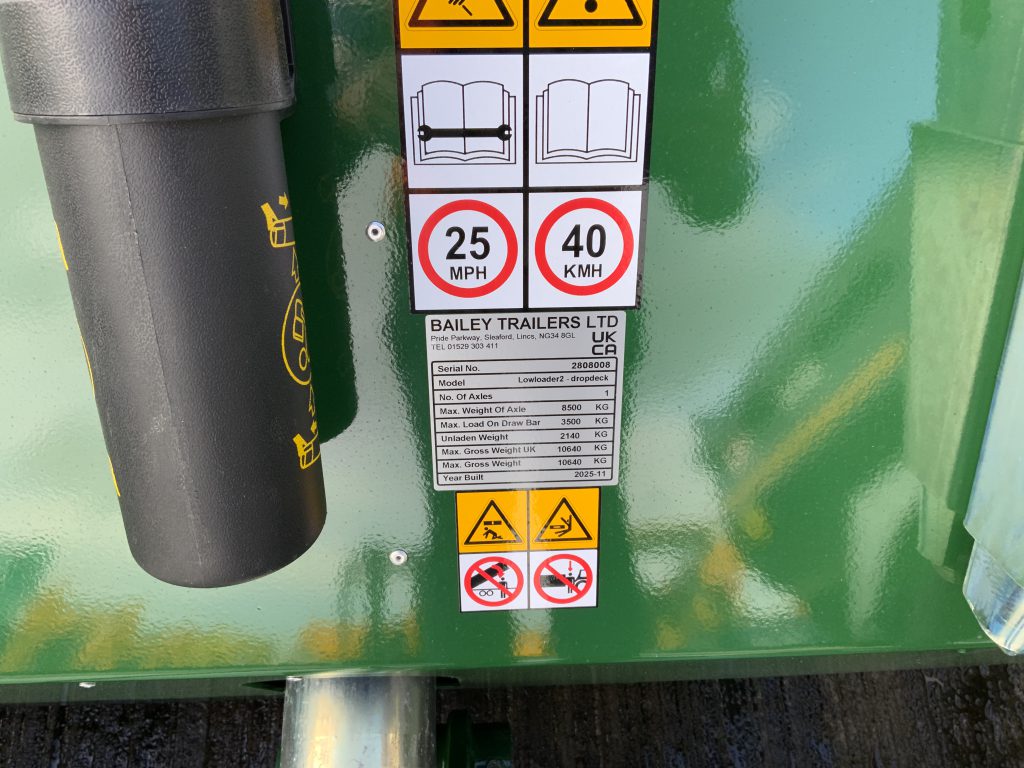 25
MPH
40
KMH
BAILEY TRAILERS LTD
Pride Parkway, Sleaford, Lincs, NG34 8GL
TEL 01529 303 411
UK
CA
Serial No. 2808008
Model Lowloader2 - dropdeck
No. Of Axles 1
Max. Weight Of Axle 8500 KG
Max. Load On Draw Bar 3500 KG
Unladen Weight 2140 KG
Max. Gross Weight UK 10640 KG
Max. Gross Weight 10640 KG
Year Built 2025-11